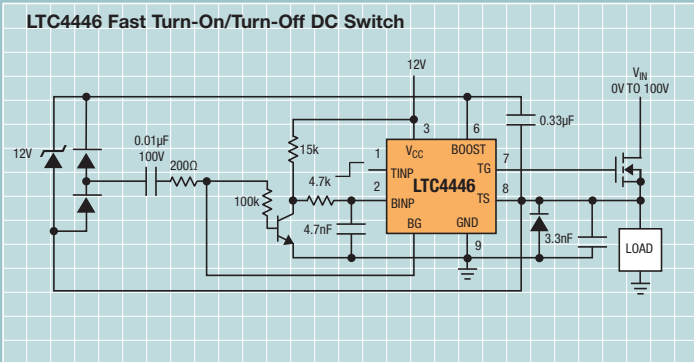 LTC4446 Fast Turn-On/Turn-Off DC Switch
12V
VIN
0V TO 100V
12V
0.01µF
100V
200Ω
100k
15k
4.7k
4.7nF
1
2
3
6
VCC
BOOST
TINP
TG
7
LTC4446
BINP
TS
8
BG
GND
9
0.33µF
3.3nF
LOAD